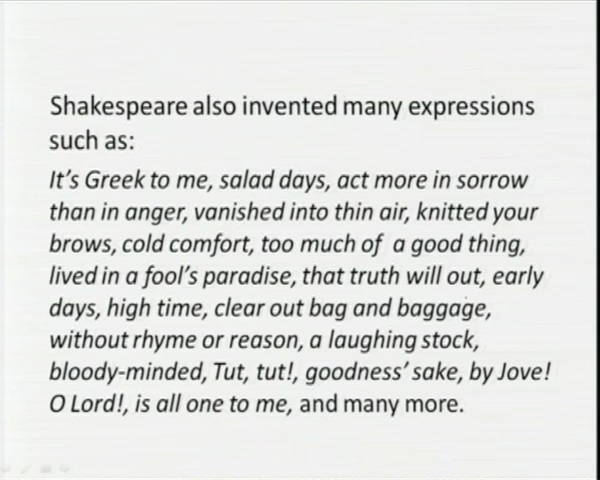 Shakespeare also invented many expressions
such as:
It's Greek to me, salad days, act more in sorrow
than in anger, vanished into thin air, knitted your
brows, cold comfort, too much of a good thing,
lived in a fool's paradise, that truth will out, early
days, high time, clear out bag and baggage,
without rhyme or reason, a laughing stock,
bloody-minded, Tut, tut!, goodness' sake, by Jove!
O Lord!, is all one to me, and many more.